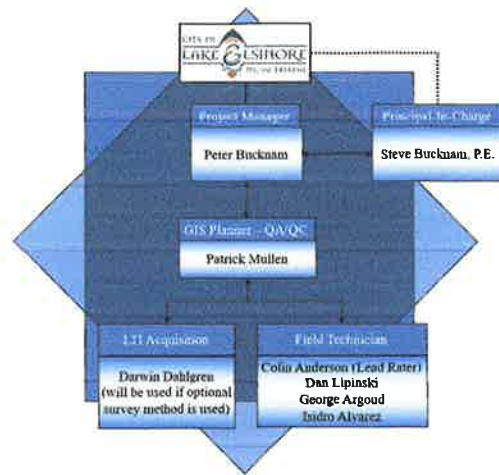 CITY OF
LAKE ELSINORE
Project Manager
Peter Bucknam
Principal-In-Charge
Steve Bucknam, P.E.
GIS Planner – QA/QC
Patrick Mullen
Acquisition
Darwin Dahlgren
(will be used if optional
survey method is used)
Field Technician
Colin Anderson (Lead Rater)
Dan Lipinski
George Argoud
Isidro Alvarez